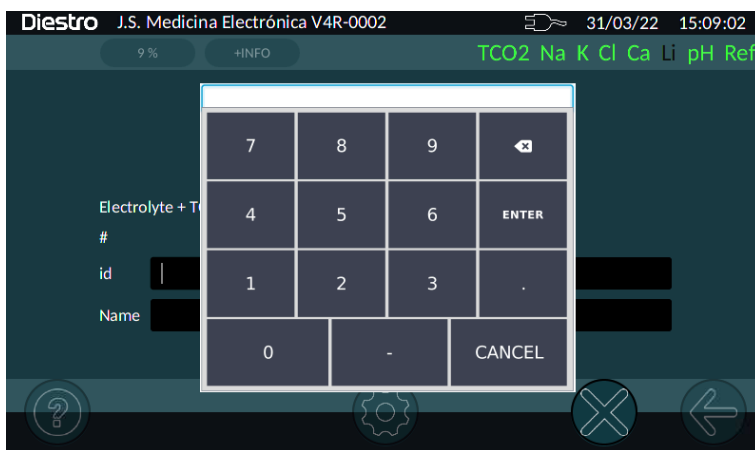 Diestro J.S. Medicina Electrónica V4R-0002 31/03/22 15:09:02
9 % +INFO TCO2 Na K Cl Ca Li pH Ref
7 8 9
Electrolyte +
4 5 6 ENTER
#
id
1 2 3 .
Name
0 - CANCEL
?